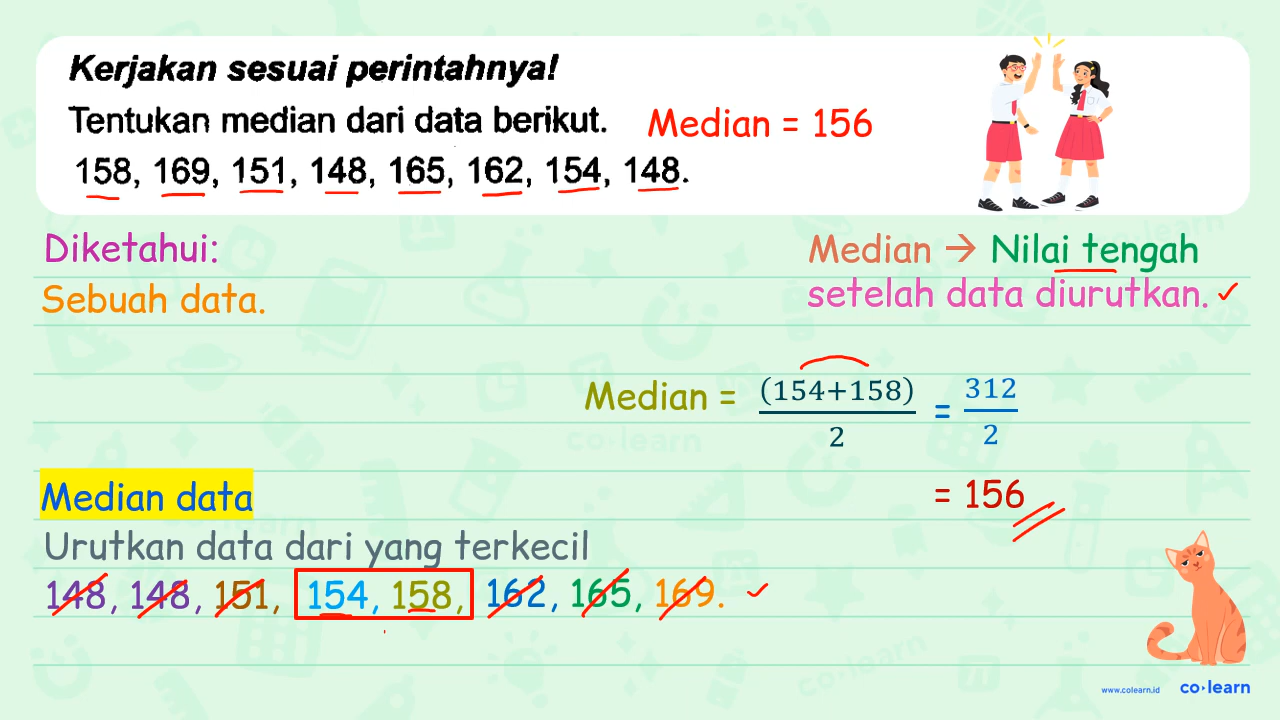 Kerjakan sesuai perintahnya!
Tentukan median dari data berikut.
Median = 156
158, 169, 151, 148, 165, 162, 154, 148.
Diketahui:
Sebuah data.
Median → Nilai tengah
setelah data diurutkan.
Median = (154+158)/2 = 312/2
= 156
Median data
Urutkan data dari yang terkecil
148, 148, 151, 154, 158, 162, 165, 169.
co·learn
www.colearn.id
co·learn